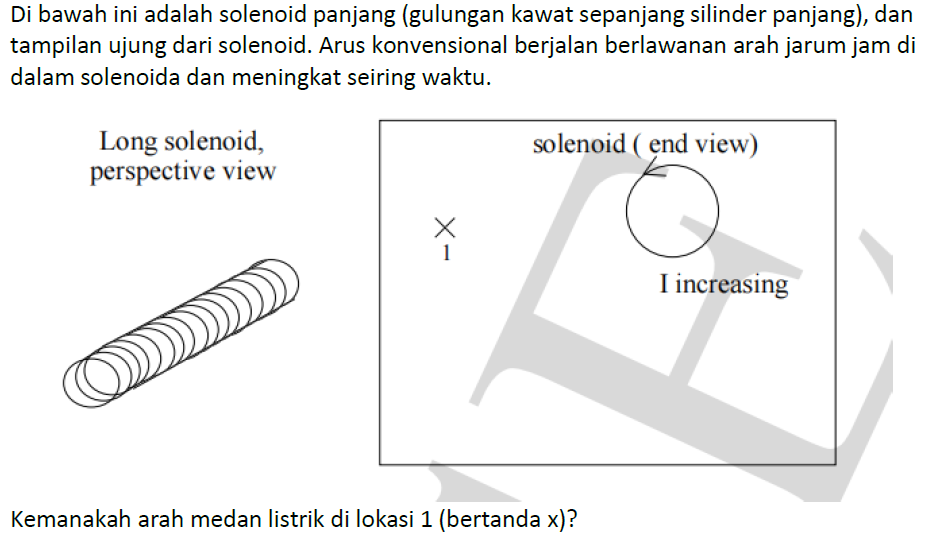 Di bawah ini adalah solenoid panjang (gulungan kawat sepanjang silinder panjang), dan
tampilan ujung dari solenoid. Arus konvensional berjalan berlawanan arah jarum jam di
dalam solenoida dan meningkat seiring waktu.
Long solenoid,
perspective view
solenoid ( end view)
1
I increasing
Kemanakah arah medan listrik di lokasi 1 (bertanda x)?